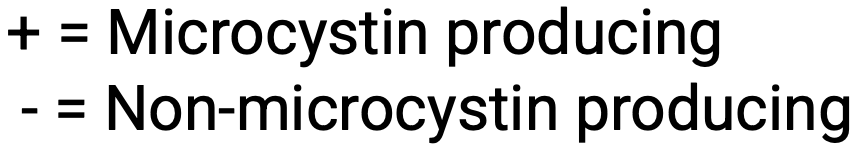 + = Microcystin producing
- = Non-microcystin producing